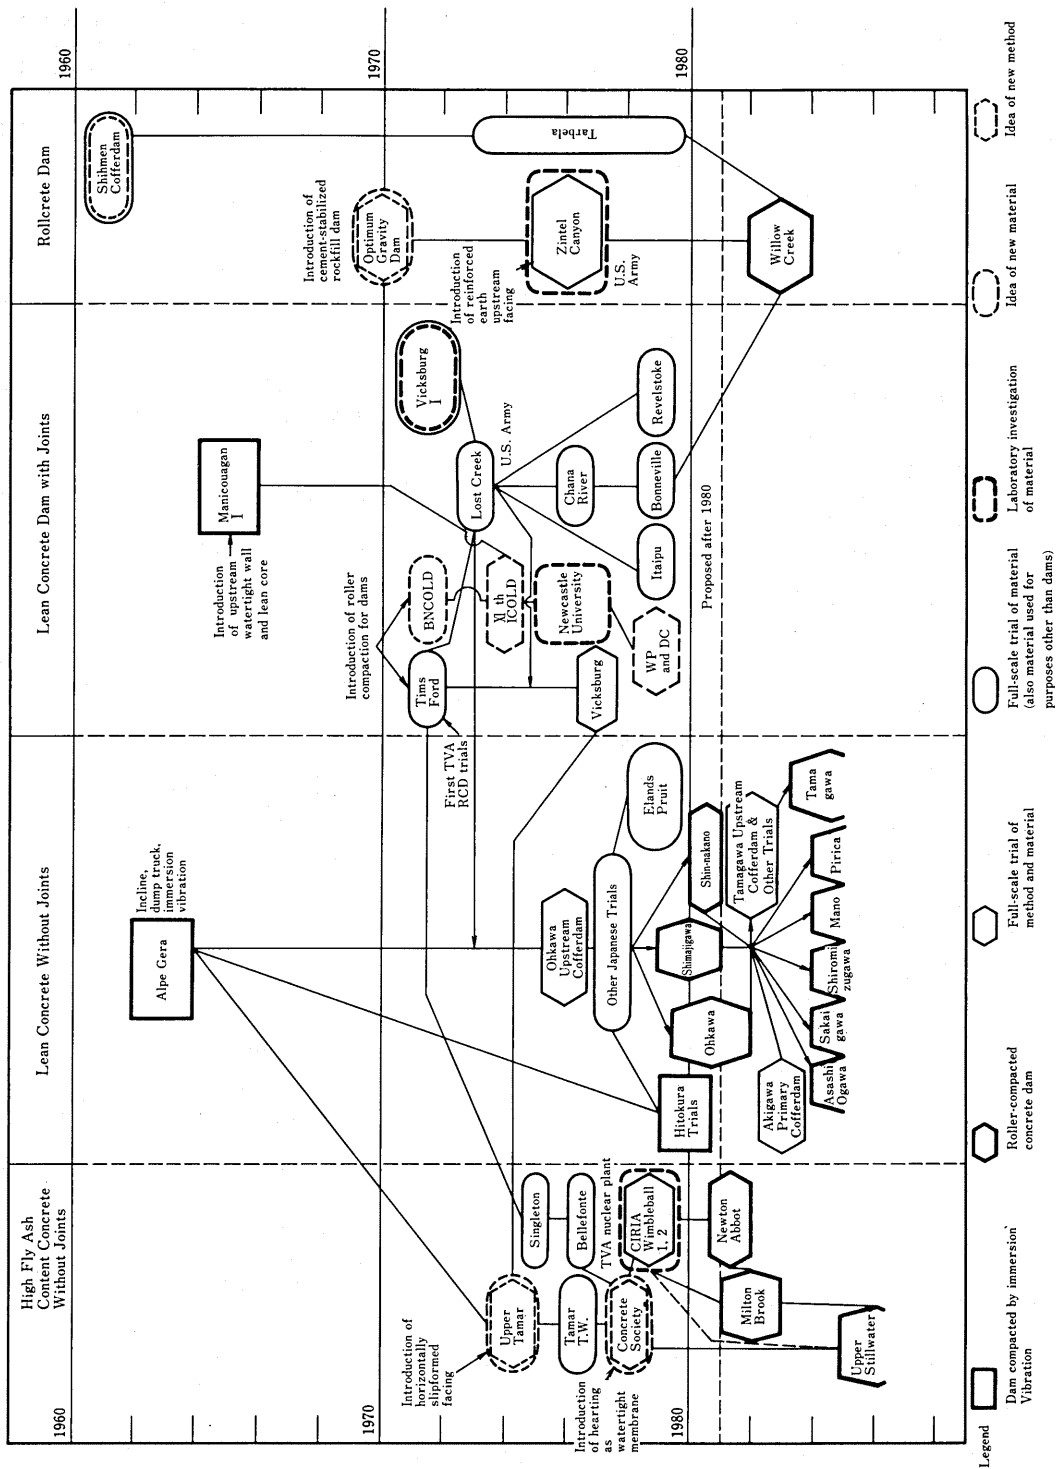 High Fly Ash
Content Concrete
Without Joints
Lean Concrete Without Joints
Lean Concrete Dam with Joints
Rollcrete Dam
1960
1960
1970
1970
1980
1980
Introduction of
horizontally
slipformed
facing
Upper
Tamar
Singleton
Tamar
T.W.
Bellefonte
TVA nuclear plant
Introduction
of hearting
as watertight
membrane
Concrete
Society
CIRIA
Wimbleball
1, 2
Newton
Abbot
Milton
Brook
Upper
Stillwater
Alpe Gera
Incline,
dump truck,
immersion
vibration
First TVA
RCD trials
Ohkawa
Upstream
Cofferdam
Other Japanese Trials
Elands
Pruit
Hitokura
Trials
Ohkawa
Shimajigawa
Shin-nakano
Akigawa
Primary
Cofferdam
Tamagawa Upstream
Cofferdam &
Other Trials
Asashi
Ogawa
Sakai
gawa
Shiromi
zugawa
Mano
Pirica
Tama
gawa
Manicouagan
I
Introduction
of upstream
watertight wall
and lean core
Introduction of roller
compaction for dams
Tims
Ford
BNCOLD
Lost Creek
U.S. Army
Vicksburg
I
XI th
ICOLD
Newcastle
University
Chana
River
Vicksburg
WP
and DC
Itaipu
Bonneville
Revelstoke
Proposed after 1980
Shihmen
Cofferdam
Introduction of
cement-stabilized
rockfill dam
Optimum
Gravity
Dam
Tarbela
Introduction
of reinforced
earth
upstream
facing
Zintel
Canyon
U.S.
Army
Willow
Creek
Legend
Dam compacted by immersion
Vibration
Roller-compacted
concrete dam
Full-scale trial of
method and material
Full-scale trial of material
(also material used for
purposes other than dams)
Laboratory investigation
of material
Idea of new material
Idea of new method